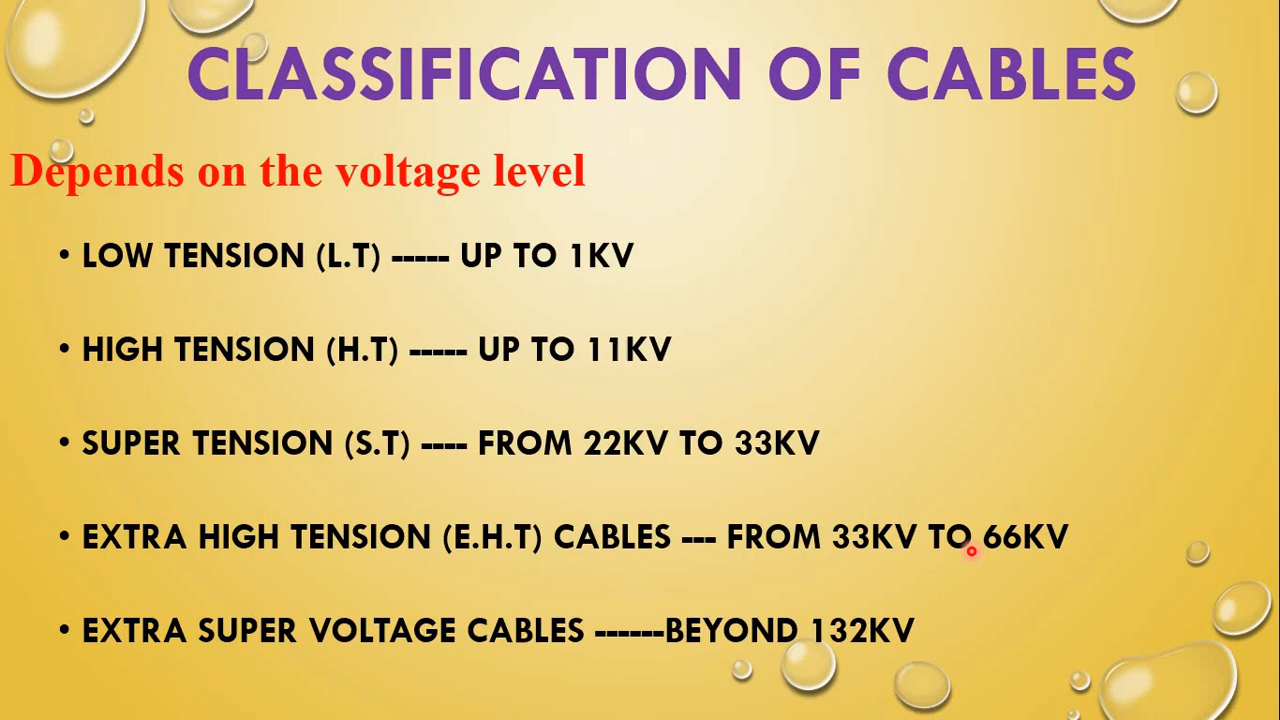 CLASSIFICATION OF CABLES
Depends on the voltage level
• LOW TENSION (L.T) ----- UP TO 1KV
• HIGH TENSION (H.T) ----- UP TO 11KV
• SUPER TENSION (S.T) ---- FROM 22KV TO 33KV
• EXTRA HIGH TENSION (E.H.T) CABLES --- FROM 33KV TO 66KV
• EXTRA SUPER VOLTAGE CABLES ------BEYOND 132KV